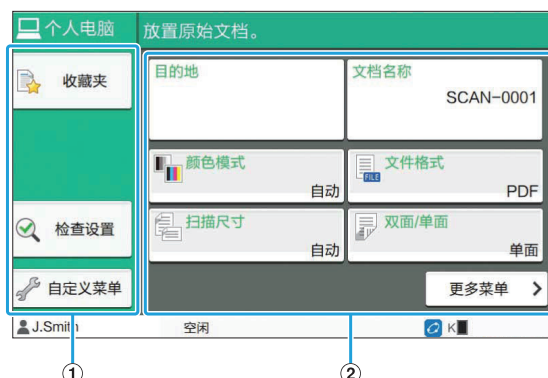 个人电脑
放置原始文档。
收藏夹
检查设置
自定义菜单
目的地
文档名称
SCAN-0001
颜色模式
自动
文件格式
FILE
PDF
扫描尺寸
自动
双面/单面
单面
更多菜单
J.Smith
空闲
K
①
②